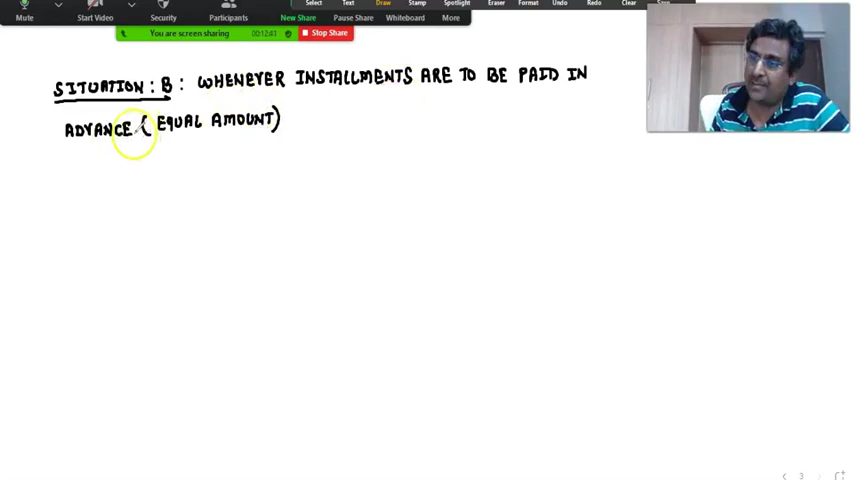 Select Text Draw Stamp Spotlight Eraser Format Undo Redo Clear
Mute Start Video Security Participants New Share Pause Share Whiteboard More
You are screen sharing 00:12:41 Stop Share
SITUATION : B : WHENEVER INSTALLMENTS ARE TO BE PAID IN
ADVANCE (EQUAL AMOUNT)
3